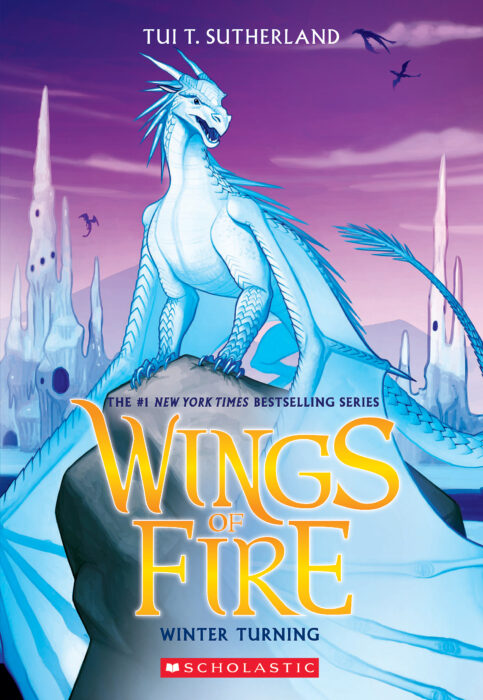 TUI T. SUTHERLAND
THE #1 NEW YORK TIMES BESTSELLING SERIES
WINGS
OF
FIRE
WINTER TURNING
SCHOLASTIC